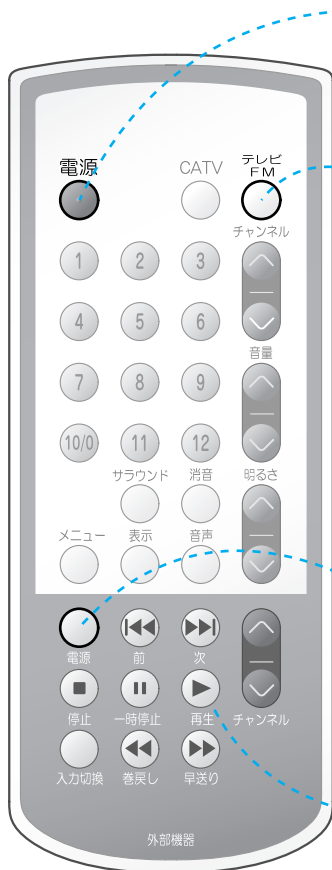 電源 CATV テレビ
FM
チャンネル
1 2 3
4 5 6
音量
7 8 9
10/0 11 12
サラウンド 消音 明るさ
メニュー 表示 音声
電源 前 次
停止 一時停止 再生 チャンネル
入力切換 巻戻し 早送り
外部機器